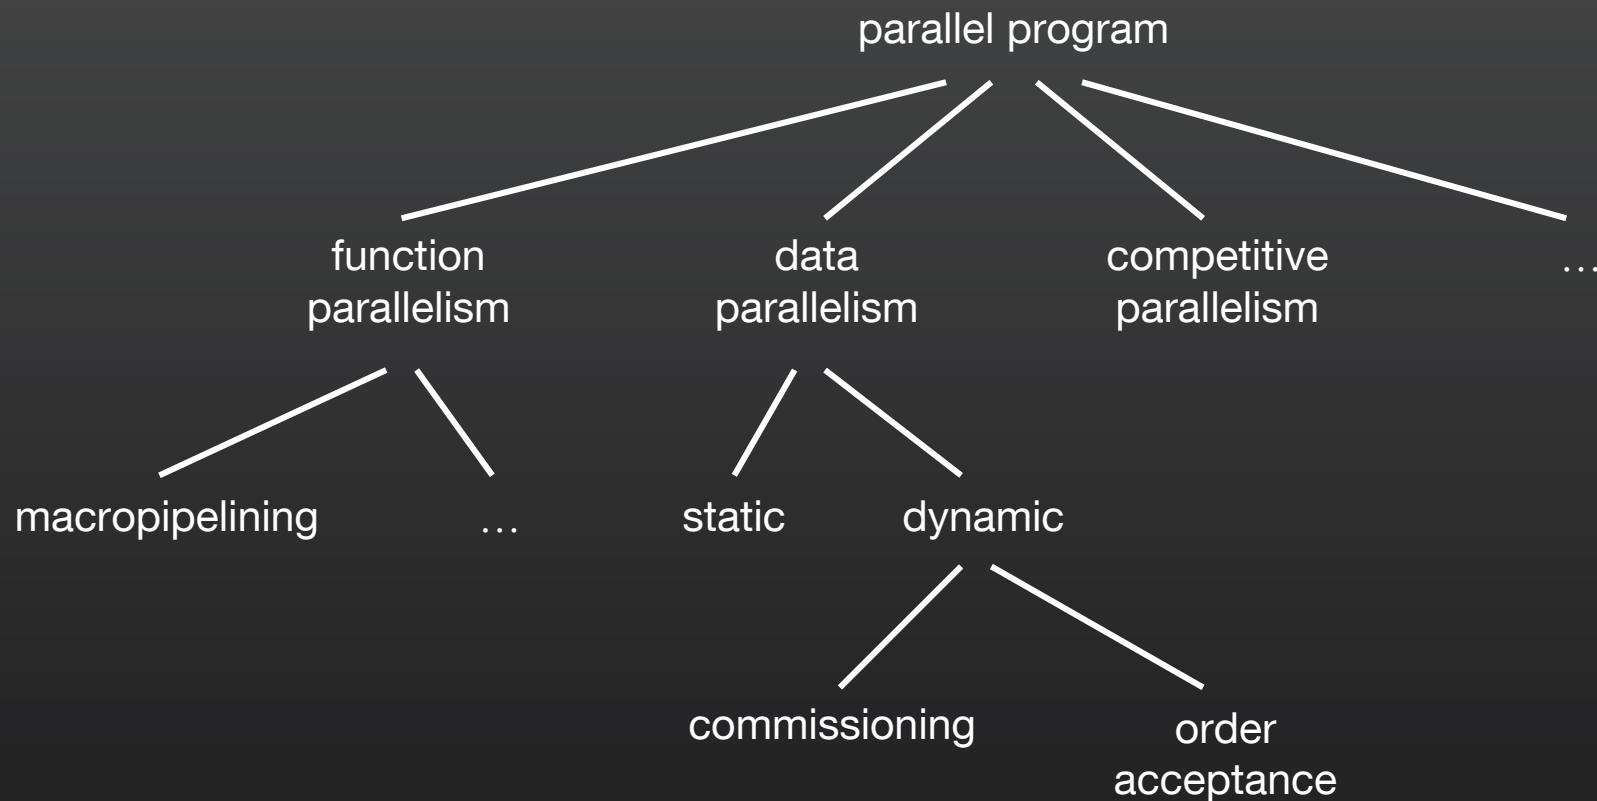 parallel program
function
parallelism
data
parallelism
competitive
parallelism
…
macropipelining
…
static
dynamic
commissioning
order
acceptance